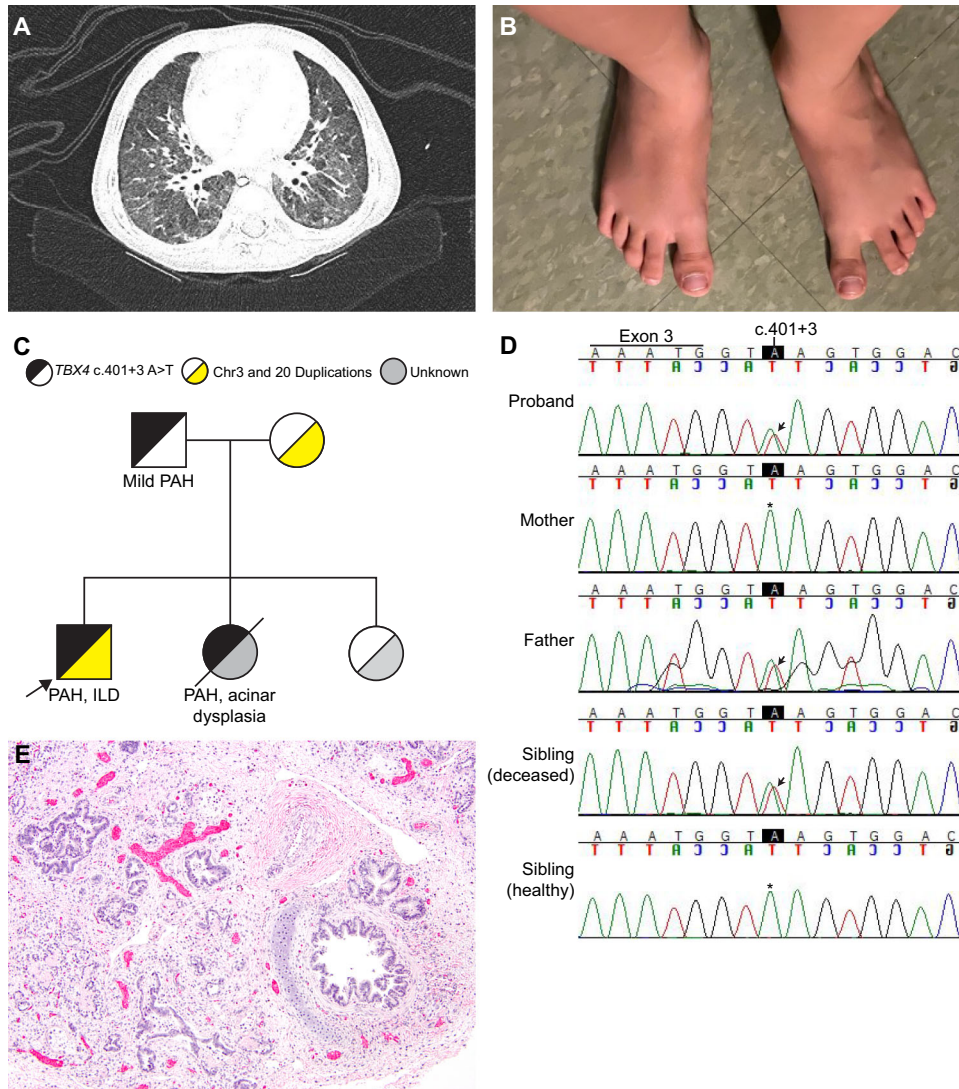 A
B
C
TBX4 c.401+3 A>T
Chr3 and 20 Duplications
Unknown
Mild PAH
PAH, ILD
PAH, acinar
dysplasia
E
D
Exon 3
c.401+3
A A A T G G T A A G T G G A C
T T T A C C A T T C A C C T G
Proband
A A A T G G T A A G T G G A C
T T T A C C A T T C A C C T G
*
Mother
A A A T G G T A A G T G G A C
T T T A C C A T T C A C C T G
Father
A A A T G G T A A G T G G A C
T T T A C C A T T C A C C T G
Sibling
(deceased)
A A A T G G T A A G T G G A C
T T T A C C A T T C A C C T G
*
Sibling
(healthy)